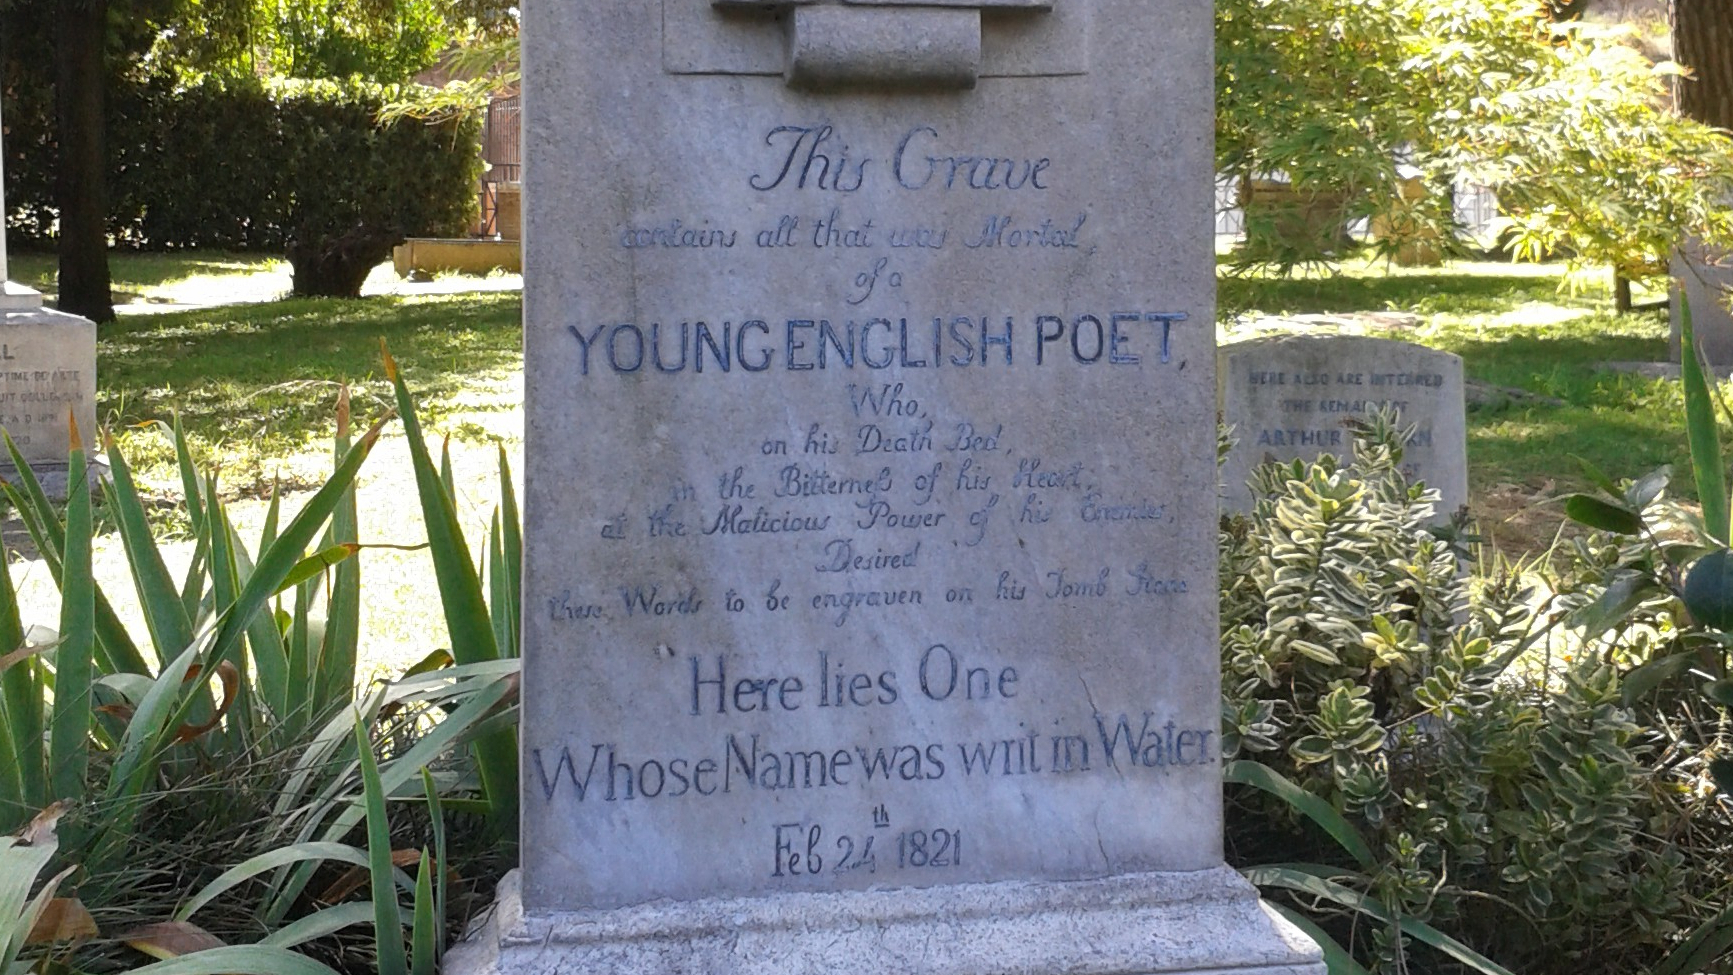 This Grave
contains all that was Mortal,
of a
YOUNG ENGLISH POET,
Who,
on his Death Bed,
in the Bitterneſs of his Heart,
at the Malicious Power of his Enemies,
Desired
these Words to be engraven on his Tomb Stone
Here lies One
Whose Name was writ in Water.
Feb 24th 1821
HERE ALSO ARE INTERRED
THE REMAINS OF
ARTHUR
OF